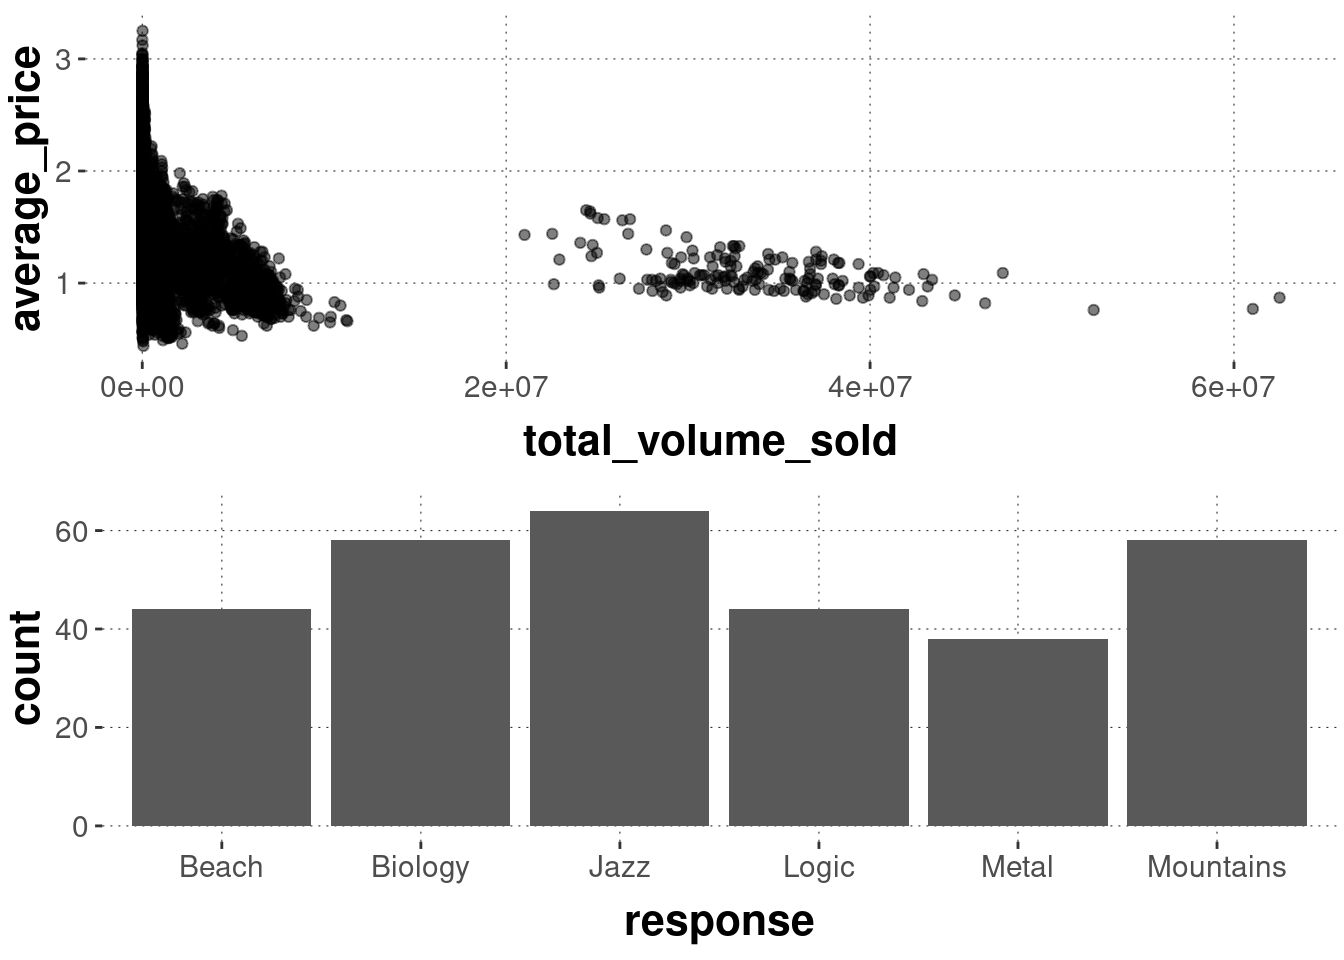 average_price
3
2
1
0e+00 2e+07 4e+07 6e+07
total_volume_sold
count
60
40
20
0
Beach Biology Jazz Logic Metal Mountains
response